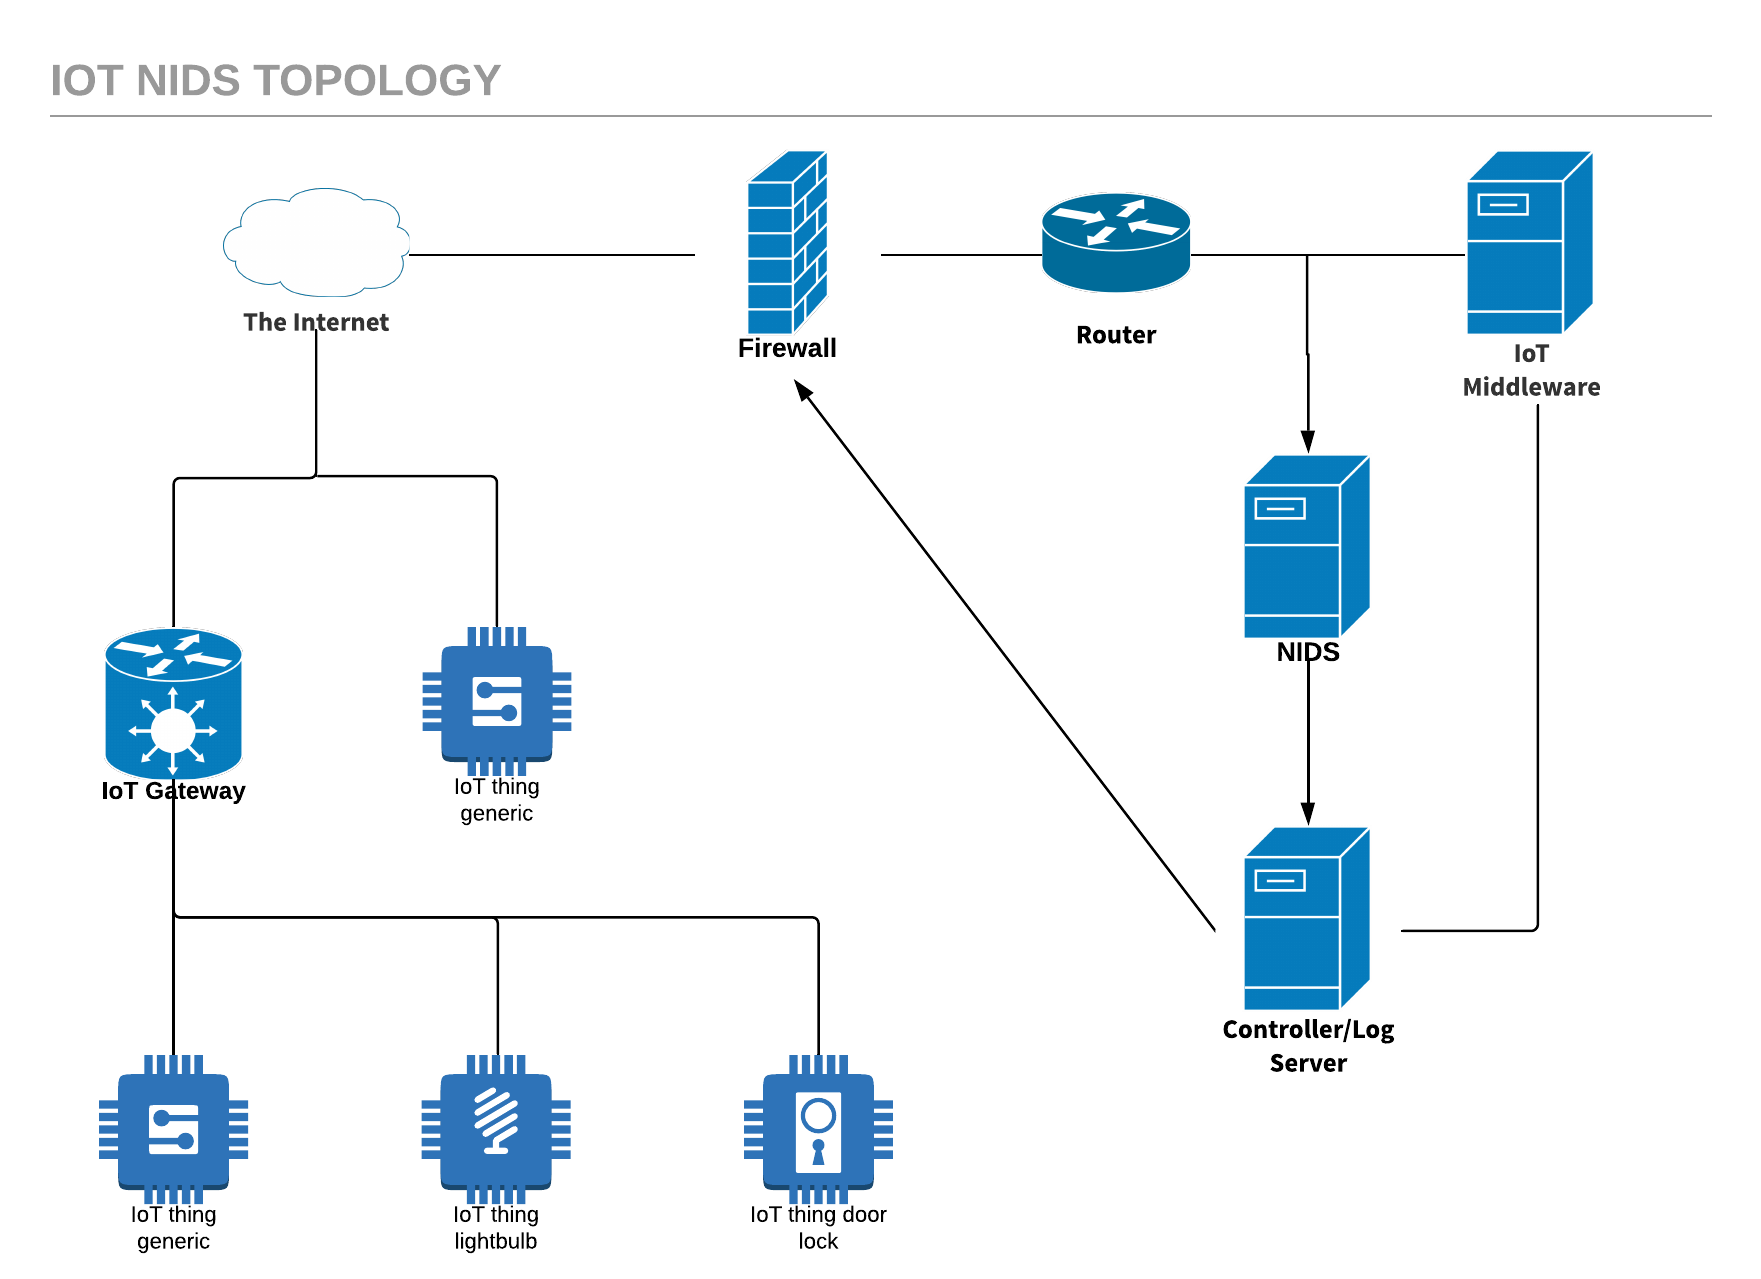 IOT NIDS TOPOLOGY
The Internet
Firewall
Router
IoT
Middleware
NIDS
IoT Gateway
IoT thing
generic
Controller/Log
Server
IoT thing
generic
IoT thing
lightbulb
IoT thing door
lock